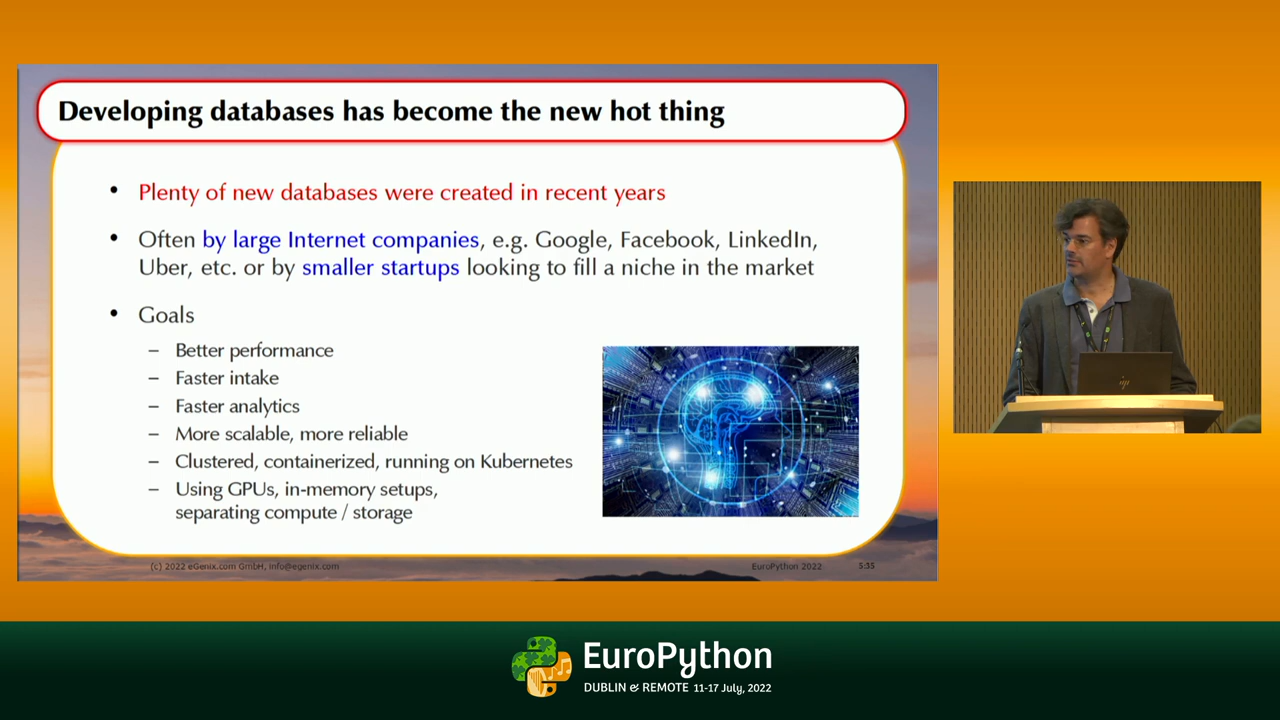 Developing databases has become the new hot thing
• Plenty of new databases were created in recent years
• Often by large Internet companies, e.g. Google, Facebook, LinkedIn,
Uber, etc. or by smaller startups looking to fill a niche in the market
• Goals
– Better performance
– Faster intake
– Faster analytics
– More scalable, more reliable
– Clustered, containerized, running on Kubernetes
– Using GPUs, in-memory setups,
separating compute / storage
(c) 2022 eGenix.com GmbH, info@egenix.com
EuroPython 2022
5:35
hp
EuroPython
DUBLIN & REMOTE 11-17 July, 2022